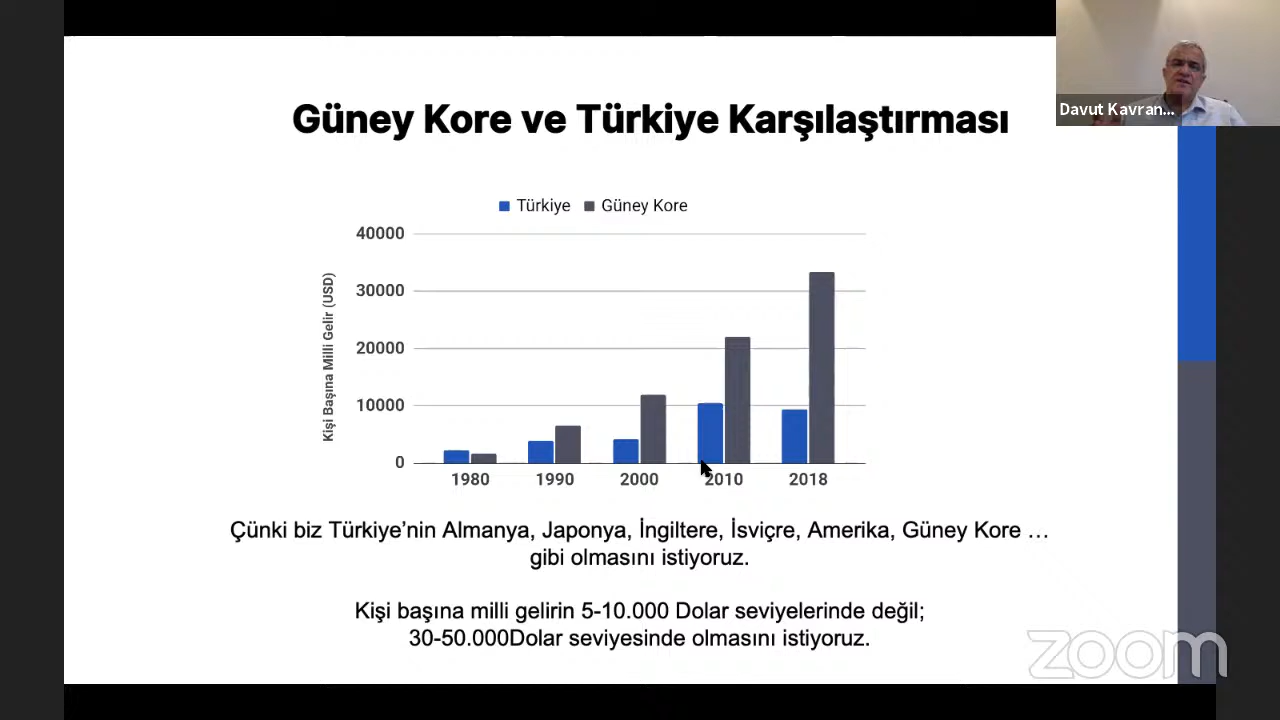 Davut Kavran...
Güney Kore ve Türkiye Karşılaştırması
Türkiye Güney Kore
Kişi Başına Milli Gelir (USD)
40000
30000
20000
10000
0
1980 1990 2000 2010 2018
Çünki biz Türkiye’nin Almanya, Japonya, İngiltere, İsviçre, Amerika, Güney Kore …
gibi olmasını istiyoruz.
Kişi başına milli gelirin 5-10.000 Dolar seviyelerinde değil;
30-50.000Dolar seviyesinde olmasını istiyoruz.
zoom